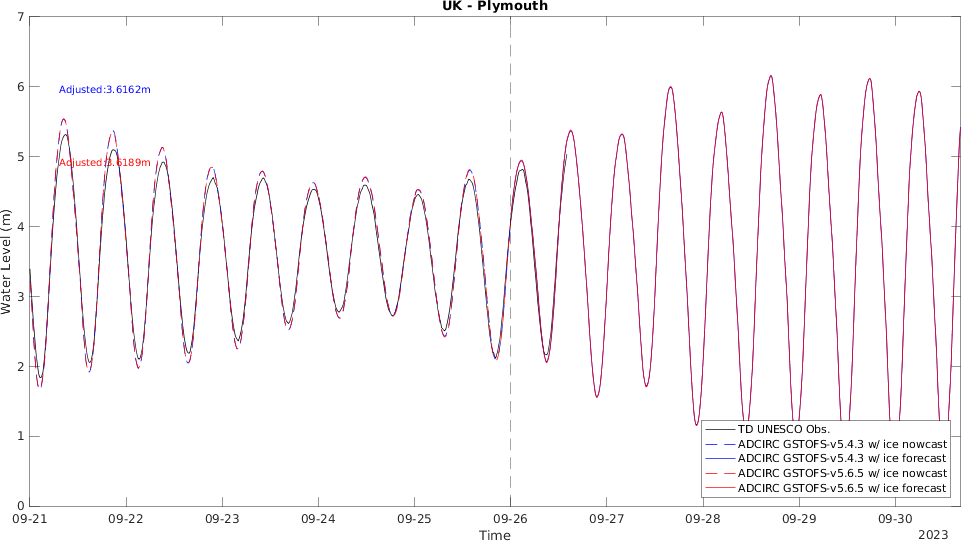 UK - Plymouth
7
6
5
4
3
2
1
0
Water Level (m)
Adjusted:3.6162m
Adjusted:3.6189m
TD UNESCO Obs.
ADCIRC GSTOFS-v5.4.3 w/ ice nowcast
ADCIRC GSTOFS-v5.4.3 w/ ice forecast
ADCIRC GSTOFS-v5.6.5 w/ ice nowcast
ADCIRC GSTOFS-v5.6.5 w/ ice forecast
09-21 09-22 09-23 09-24 09-25 09-26 09-27 09-28 09-29 09-30
Time
2023